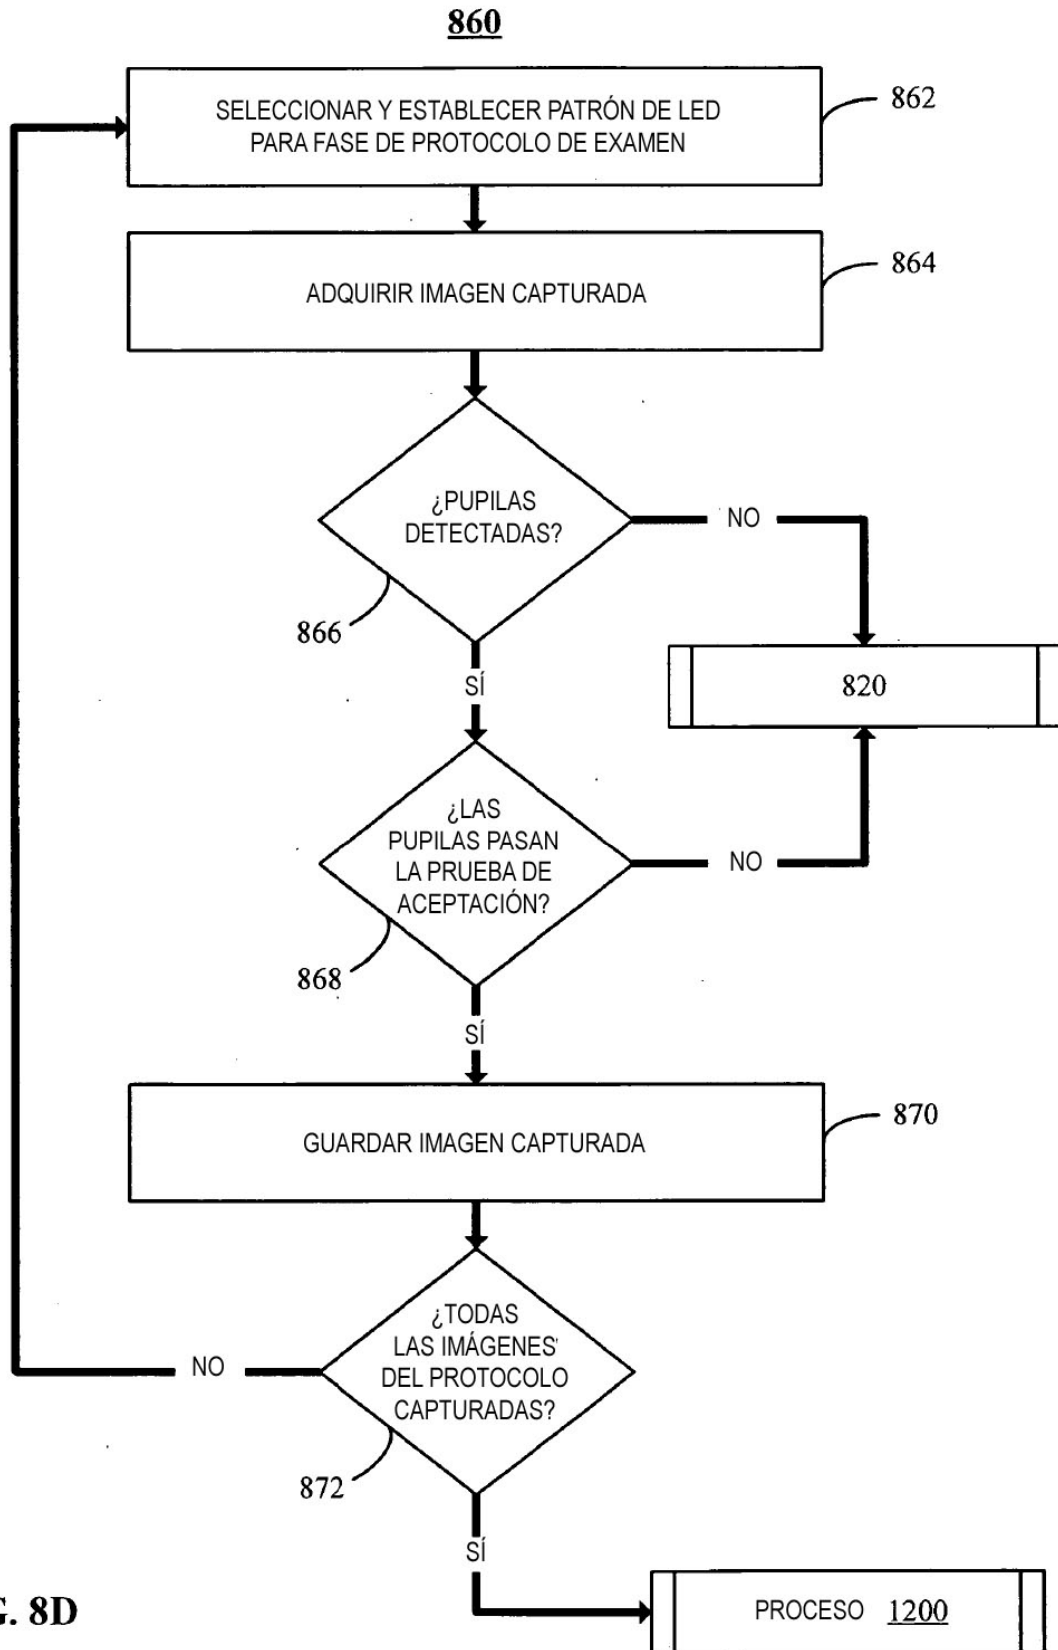 860
SELECCIONAR Y ESTABLECER PATRÓN DE LED
PARA FASE DE PROTOCOLO DE EXAMEN
862
ADQUIRIR IMAGEN CAPTURADA
864
¿PUPILAS
DETECTADAS?
866
NO
SÍ
820
¿LAS
PUPILAS PASAN
LA PRUEBA DE
ACEPTACIÓN?
868
NO
SÍ
GUARDAR IMAGEN CAPTURADA
870
¿TODAS
LAS IMÁGENES
DEL PROTOCOLO
CAPTURADAS?
872
NO
SÍ
PROCESO 1200
G. 8D